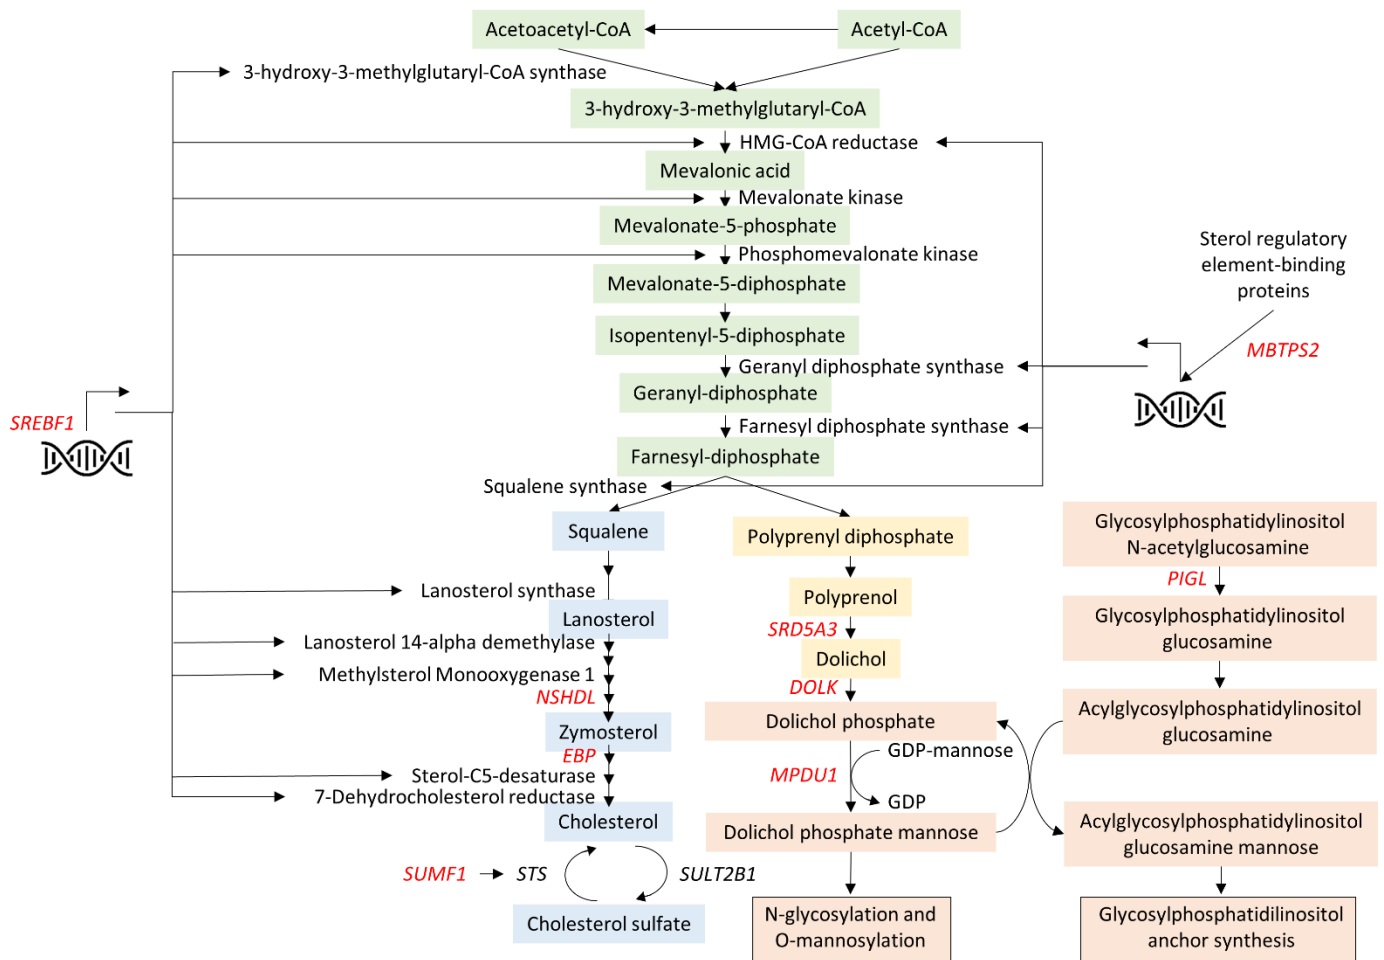 Acetoacetyl-CoA
Acetyl-CoA
3-hydroxy-3-methylglutaryl-CoA synthase
3-hydroxy-3-methylglutaryl-CoA
HMG-CoA reductase
Mevalonic acid
Mevalonate kinase
Mevalonate-5-phosphate
Phosphomevalonate kinase
Mevalonate-5-diphosphate
Isopentenyl-5-diphosphate
Geranyl diphosphate synthase
Geranyl-diphosphate
Farnesyl diphosphate synthase
Farnesyl-diphosphate
Squalene synthase
Sterol regulatory
element-binding
proteins
MBTPS2
SREBF1
Squalene
Lanosterol synthase
Lanosterol
Lanosterol 14-alpha demethylase
Methylsterol Monooxygenase 1
NSHDL
Zymosterol
EBP
Sterol-C5-desaturase
7-Dehydrocholesterol reductase
Cholesterol
SUMF1
STS
SULT2B1
Cholesterol sulfate
Polyprenyl diphosphate
Polyprenol
SRD5A3
Dolichol
DOLK
Dolichol phosphate
GDP-mannose
MPDU1
GDP
Dolichol phosphate mannose
N-glycosylation and
O-mannosylation
Glycosylphosphatidylinositol
N-acetylglucosamine
PIGL
Glycosylphosphatidylinositol
glucosamine
Acylglycosylphosphatidylinositol
glucosamine
Acylglycosylphosphatidylinositol
glucosamine mannose
Glycosylphosphatidilinositol
anchor synthesis